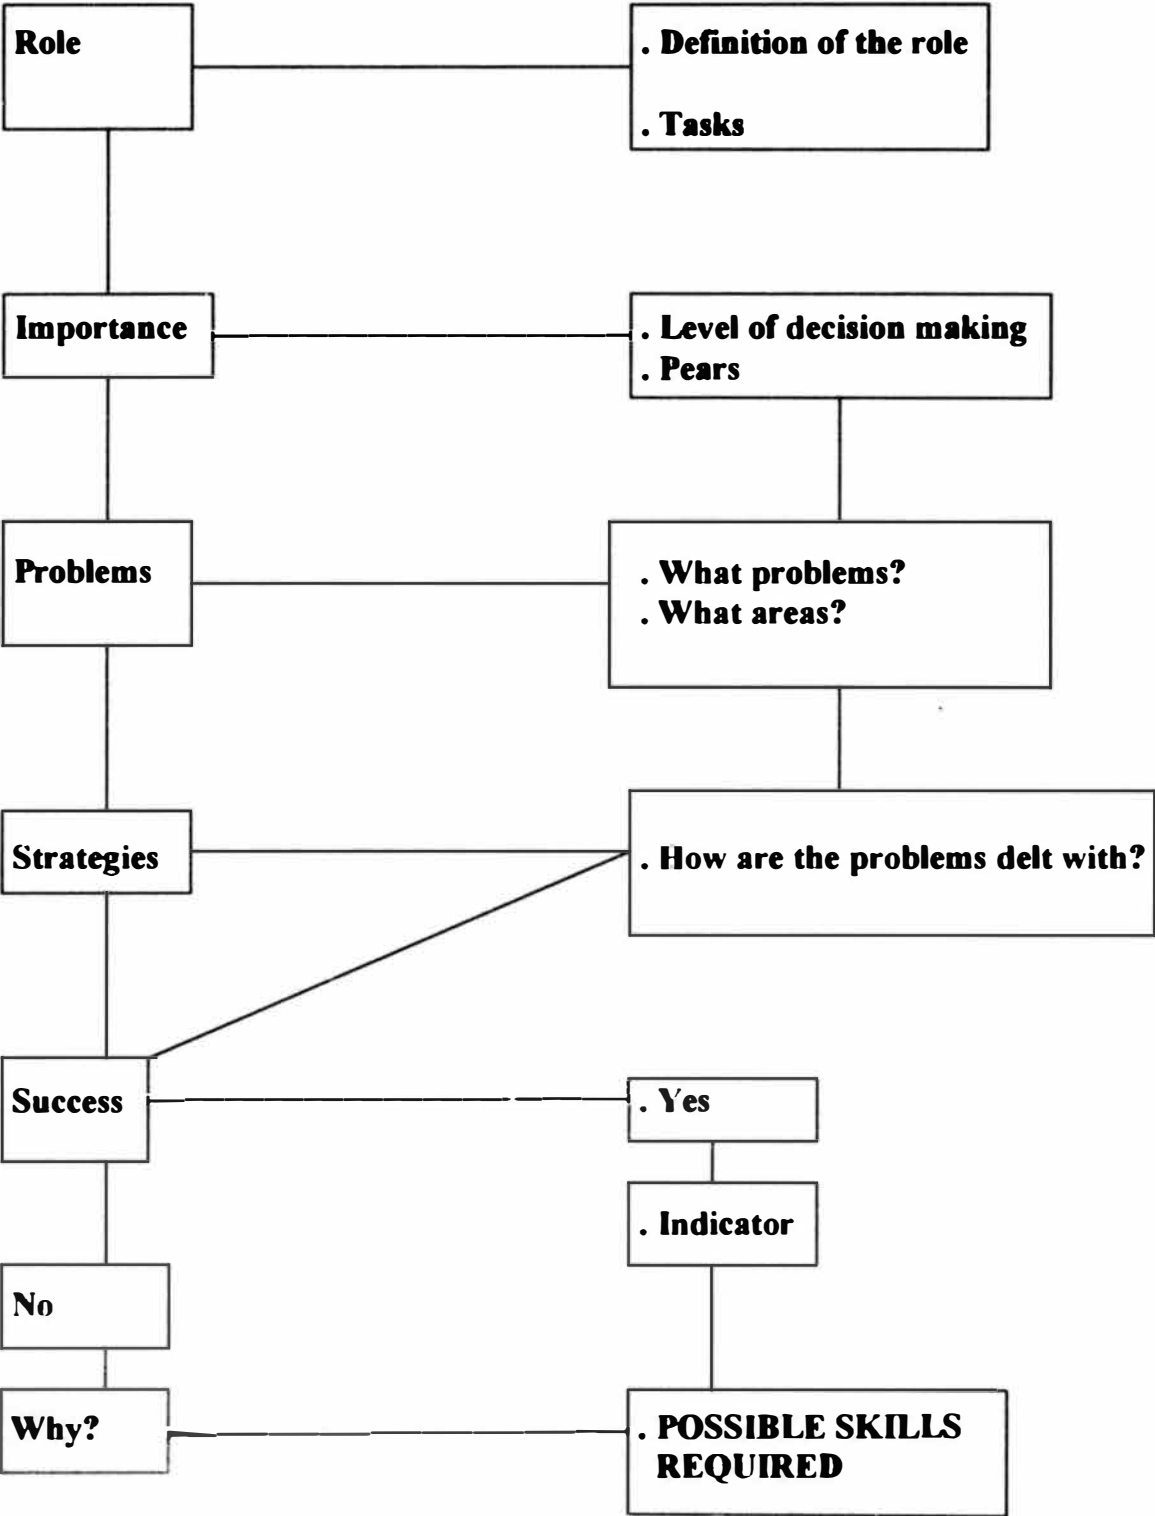 Role
. Definition of the role
. Tasks
Importance
. Level of decision making
. Pears
Problems
. What problems?
. What areas?
Strategies
. How are the problems delt with?
Success
. Yes
. Indicator
No
Why?
. POSSIBLE SKILLS
REQUIRED